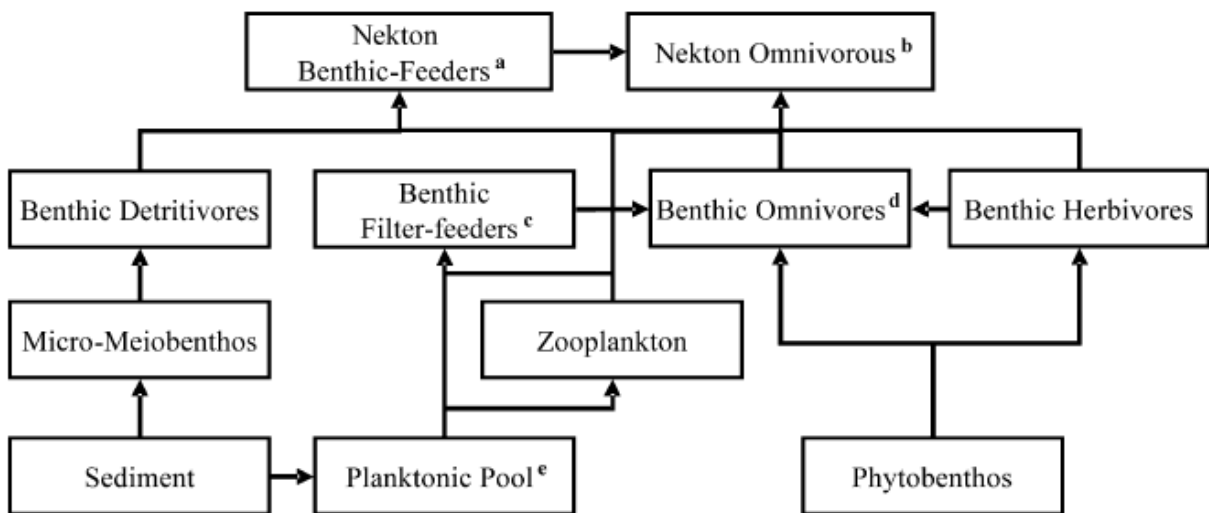 Nekton
Benthic-Feeders a
Nekton Omnivorous b
Benthic Detritivores
Benthic
Filter-feeders c
Benthic Omnivores d
Benthic Herbivores
Micro-Meiobenthos
Zooplankton
Sediment
Planktonic Pool e
Phytobenthos